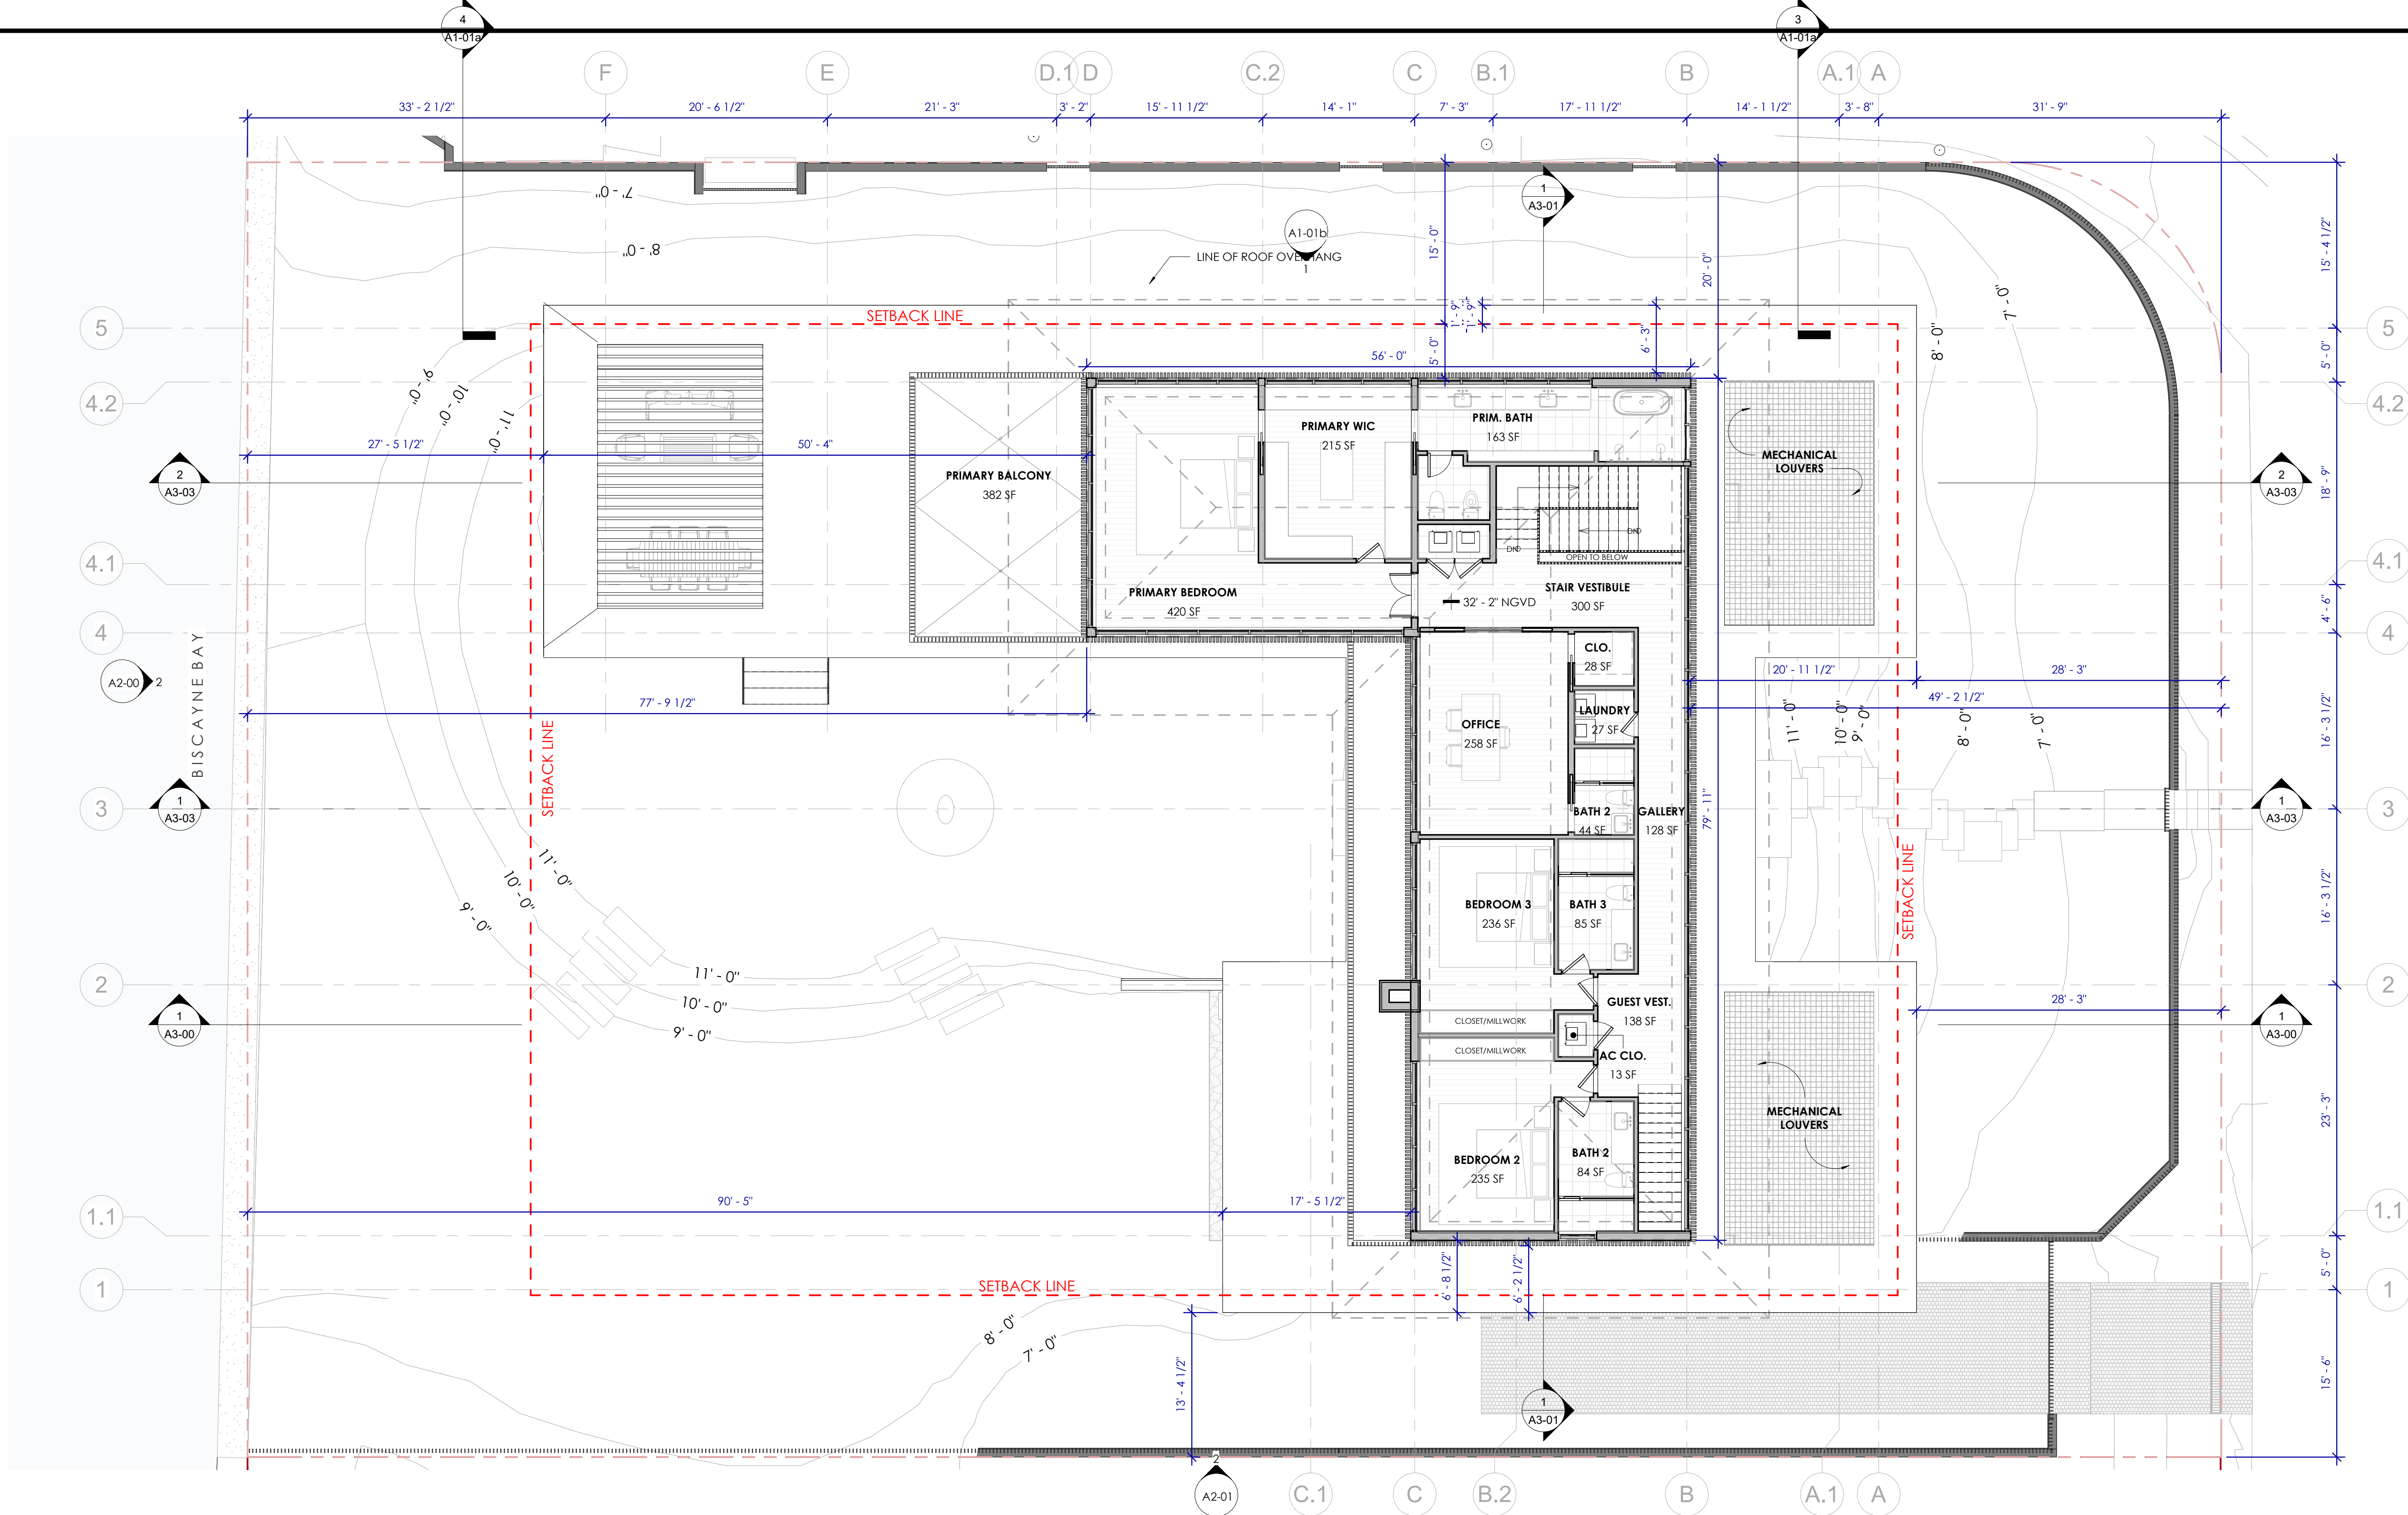 4
A1-01a
3
A1-01a
F
E
D.1
D
C.2
C
B.1
B
A.1
A
33' - 2 1/2"
20' - 6 1/2"
21' - 3"
3' - 2"
15' - 11 1/2"
14' - 1"
7' - 3"
17' - 11 1/2"
14' - 1 1/2"
3' - 8"
31' - 9"
7' - 0"
8' - 0"
A1-01b
1
LINE OF ROOF OVERHANG
1
A3-01
15' - 0"
20' - 0"
15' - 4 1/2"
7' - 0"
8' - 0"
SETBACK LINE
1' - 9"
1' - 9"
5
5
5' - 0"
6' - 3"
56' - 0"
5' - 0"
4.2
4.2
9' - 0"
10' - 0"
11' - 0"
27' - 5 1/2"
50' - 4"
PRIMARY WIC
215 SF
PRIM. BATH
163 SF
MECHANICAL
LOUVERS
2
A3-03
PRIMARY BALCONY
382 SF
2
A3-03
18' - 9"
DN
DN
OPEN TO BELOW
4.1
4.1
PRIMARY BEDROOM
420 SF
32' - 2" NGVD
STAIR VESTIBULE
300 SF
4' - 6"
4
4
CLO.
28 SF
A2-00
2
BISCAYNE BAY
20' - 11 1/2"
28' - 3"
77' - 9 1/2"
49' - 2 1/2"
OFFICE
258 SF
LAUNDRY
27 SF
11' - 0"
10' - 0"
9' - 0"
8' - 0"
7' - 0"
16' - 3 1/2"
SETBACK LINE
3
1
A3-03
BATH 2
44 SF
GALLERY
128 SF
79' - 11"
1
A3-03
3
11' - 0"
10' - 0"
9' - 0"
BEDROOM 3
236 SF
BATH 3
85 SF
SETBACK LINE
16' - 3 1/2"
11' - 0"
10' - 0"
9' - 0"
2
2
GUEST VEST.
138 SF
28' - 3"
1
A3-00
CLOSET/MILLWORK
CLOSET/MILLWORK
1
A3-00
AC CLO.
13 SF
MECHANICAL
LOUVERS
23' - 3"
BEDROOM 2
235 SF
BATH 2
84 SF
90' - 5"
17' - 5 1/2"
1.1
1.1
SETBACK LINE
6' - 8 1/2"
6' - 2 1/2"
5' - 0"
1
1
8' - 0"
7' - 0"
13' - 4 1/2"
15' - 6"
1
A3-01
2
A2-01
C.1
C
B.2
B
A.1
A